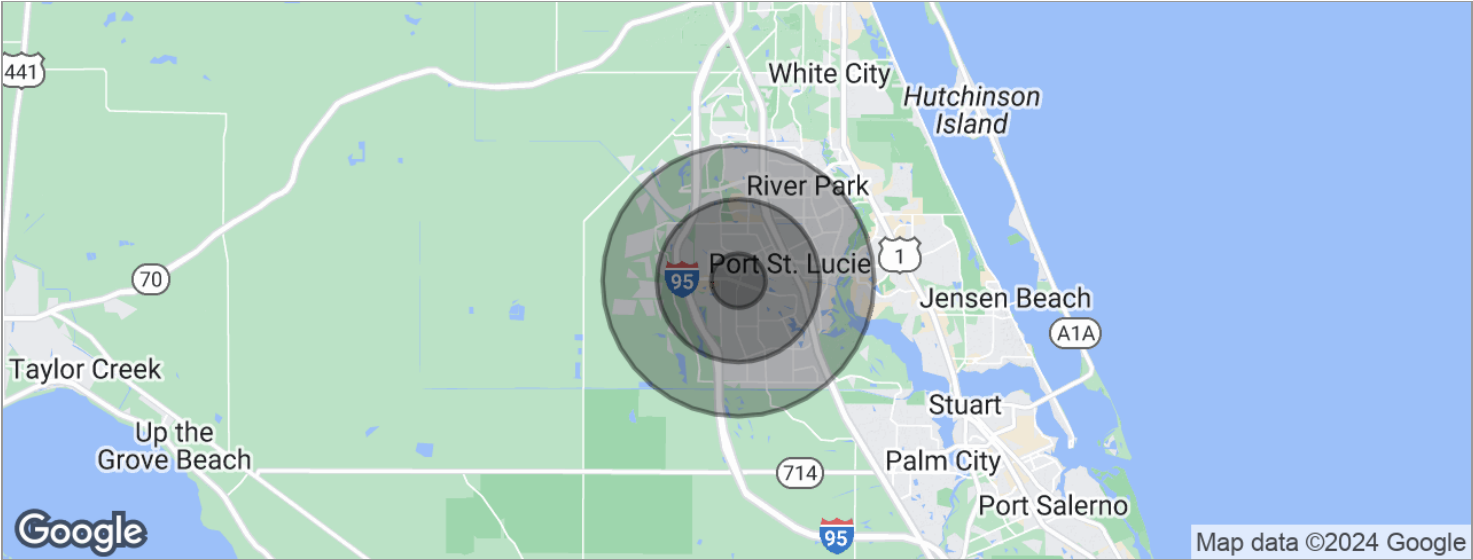 441
White City
Hutchinson
Island
River Park
1
Port St. Lucie
95
70
Jensen Beach
A1A
Taylor Creek
Stuart
Up the
Grove Beach
Palm City
714
Port Salerno
95
Google
Map data ©2024 Google